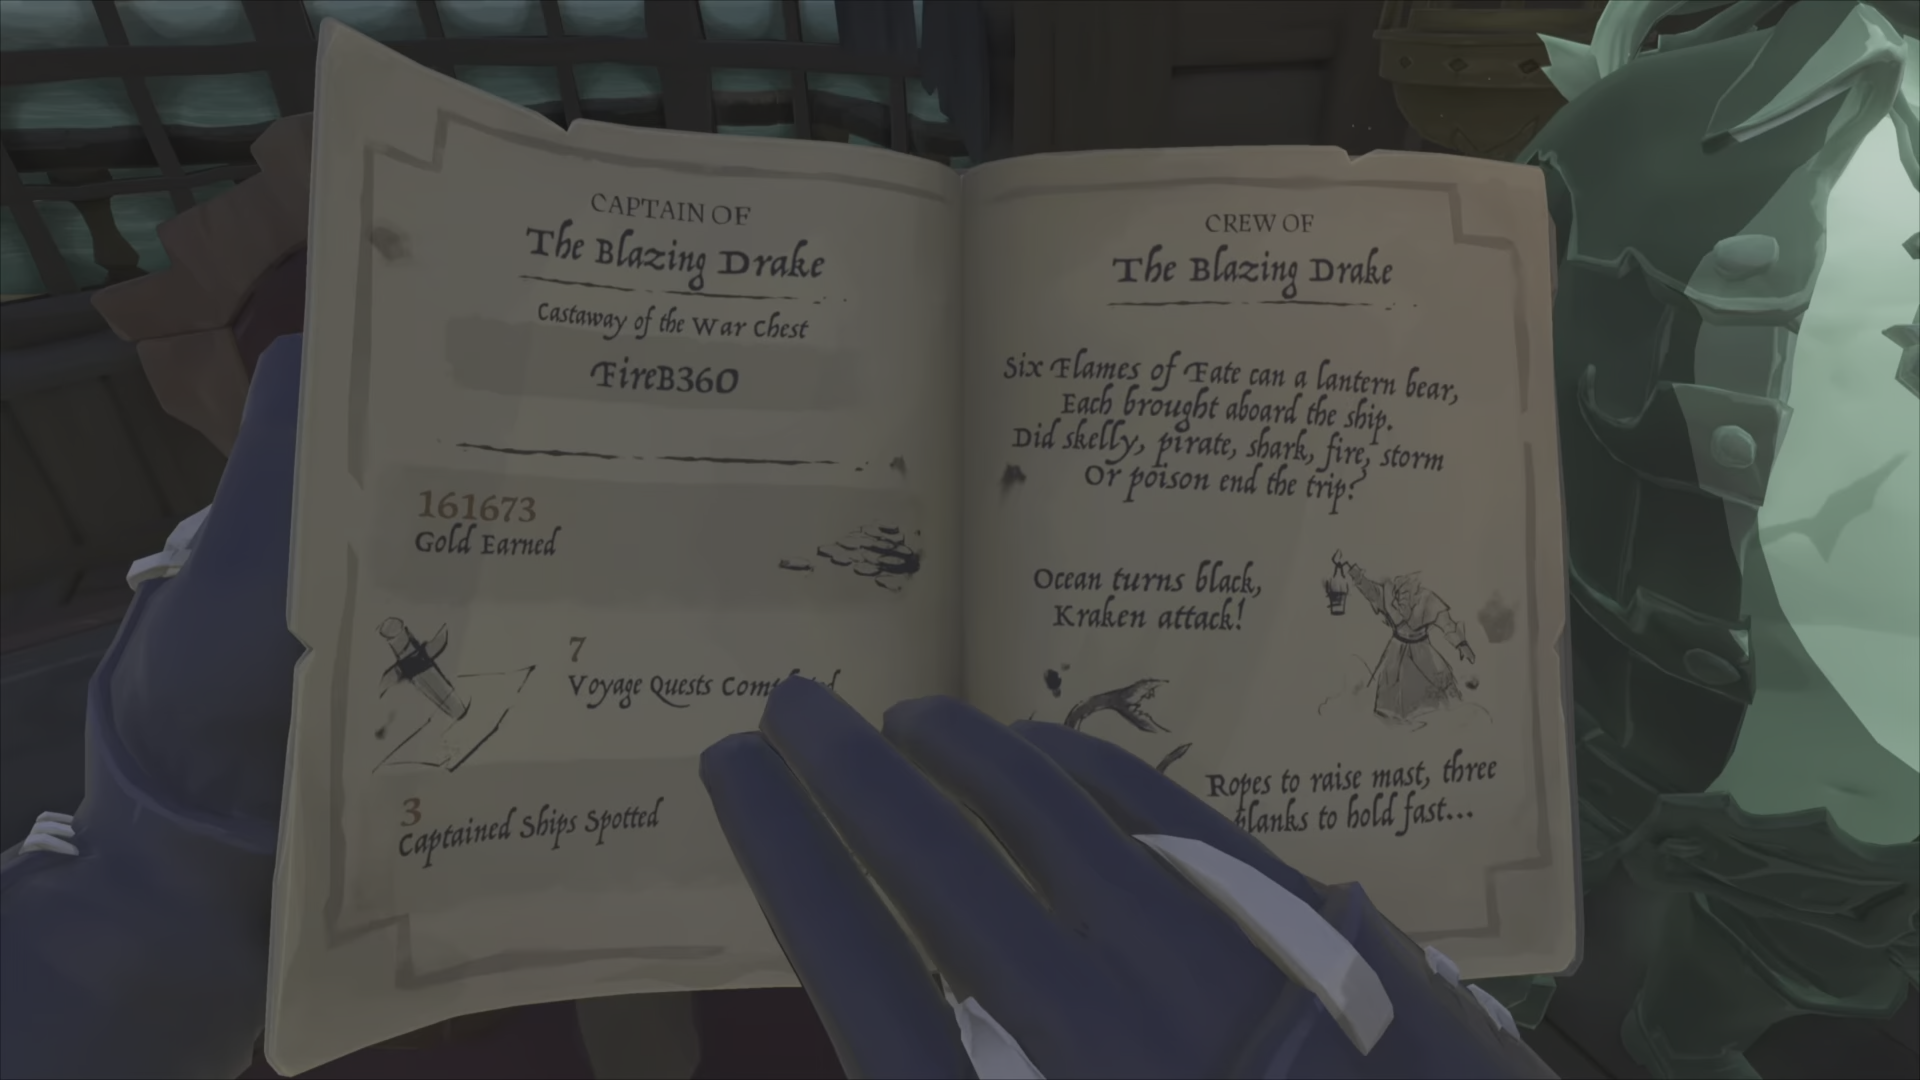 CAPTAIN OF
The Blazing Drake
Castaway of the War Chest
FireB360
161673
Gold Earned
7
Voyage Quests
3
Captained Ships Spotted
CREW OF
The Blazing Drake
Six Flames of Fate can a lantern bear,
Each brought aboard the ship.
Did skelly, pirate, shark, fire, storm
Or poison end the trip?
Ocean turns black,
Kraken attack!
Ropes to raise mast, three
planks to hold fast...